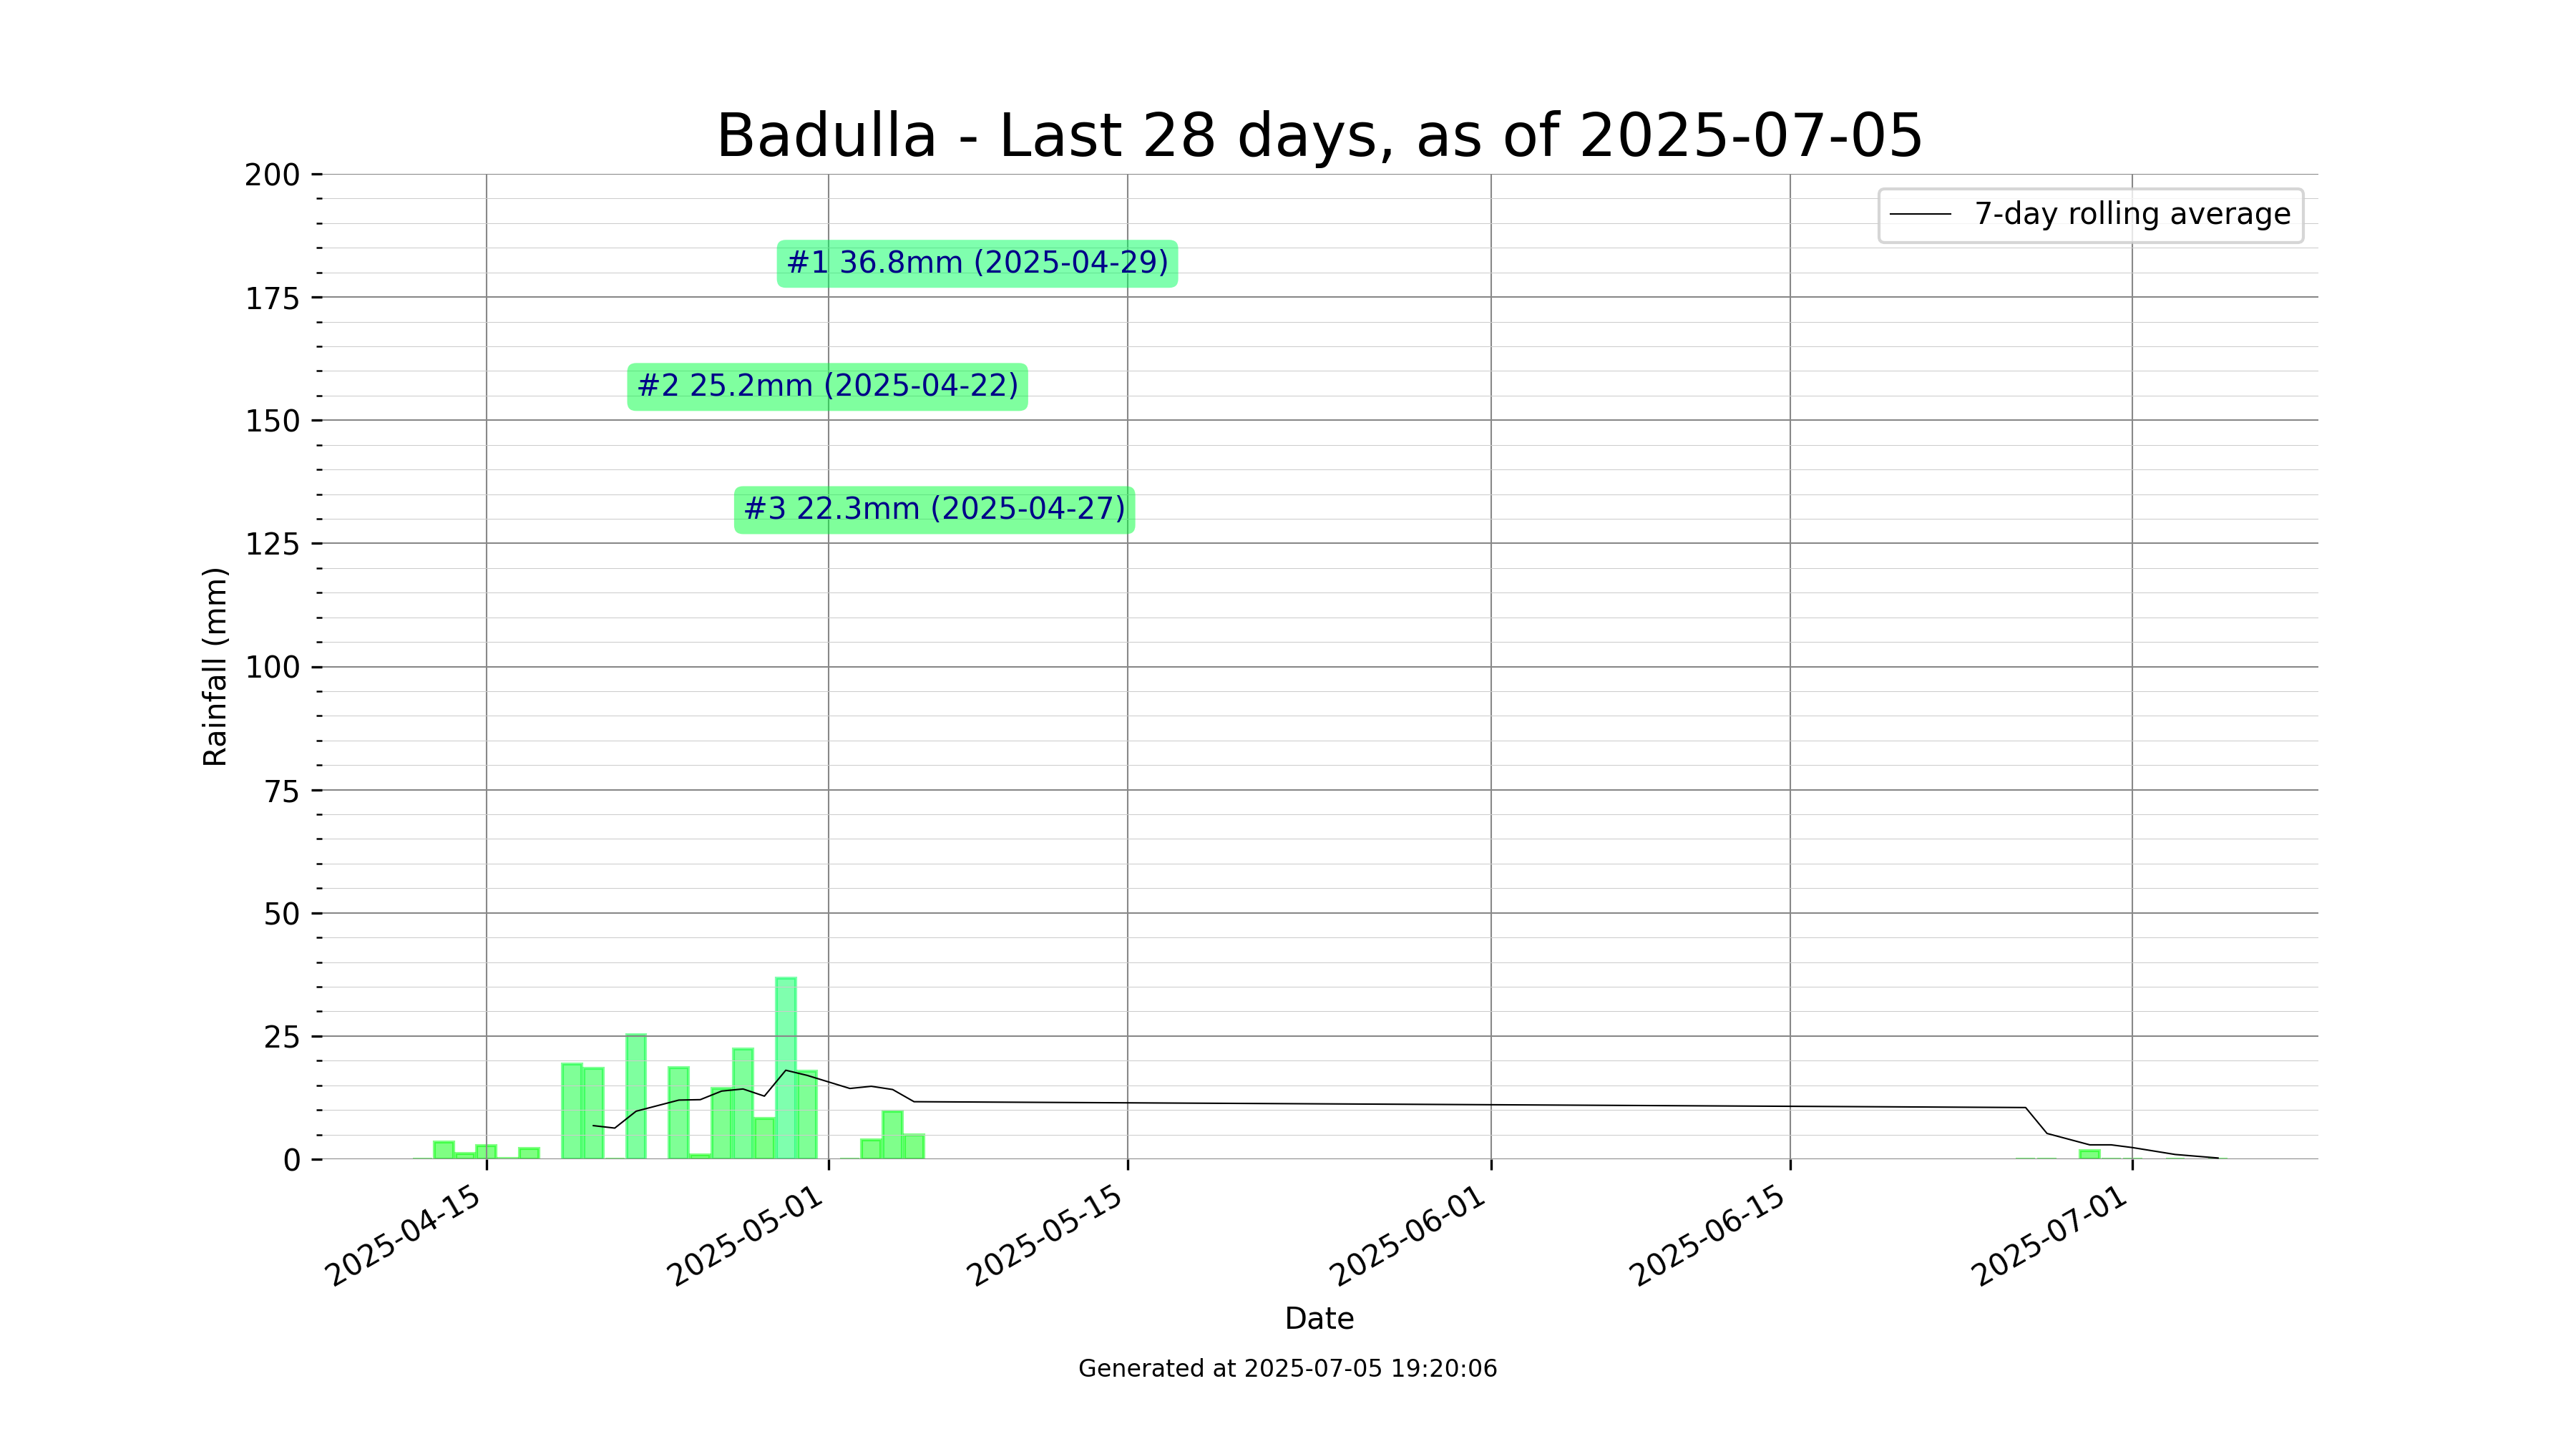 Badulla - Last 28 days, as of 2025-07-05
200
175
150
125
100
75
50
25
0
Rainfall (mm)
7-day rolling average
#1 36.8mm (2025-04-29)
#2 25.2mm (2025-04-22)
#3 22.3mm (2025-04-27)
2025-04-15
2025-05-01
2025-05-15
2025-06-01
2025-06-15
2025-07-01
Date
Generated at 2025-07-05 19:20:06